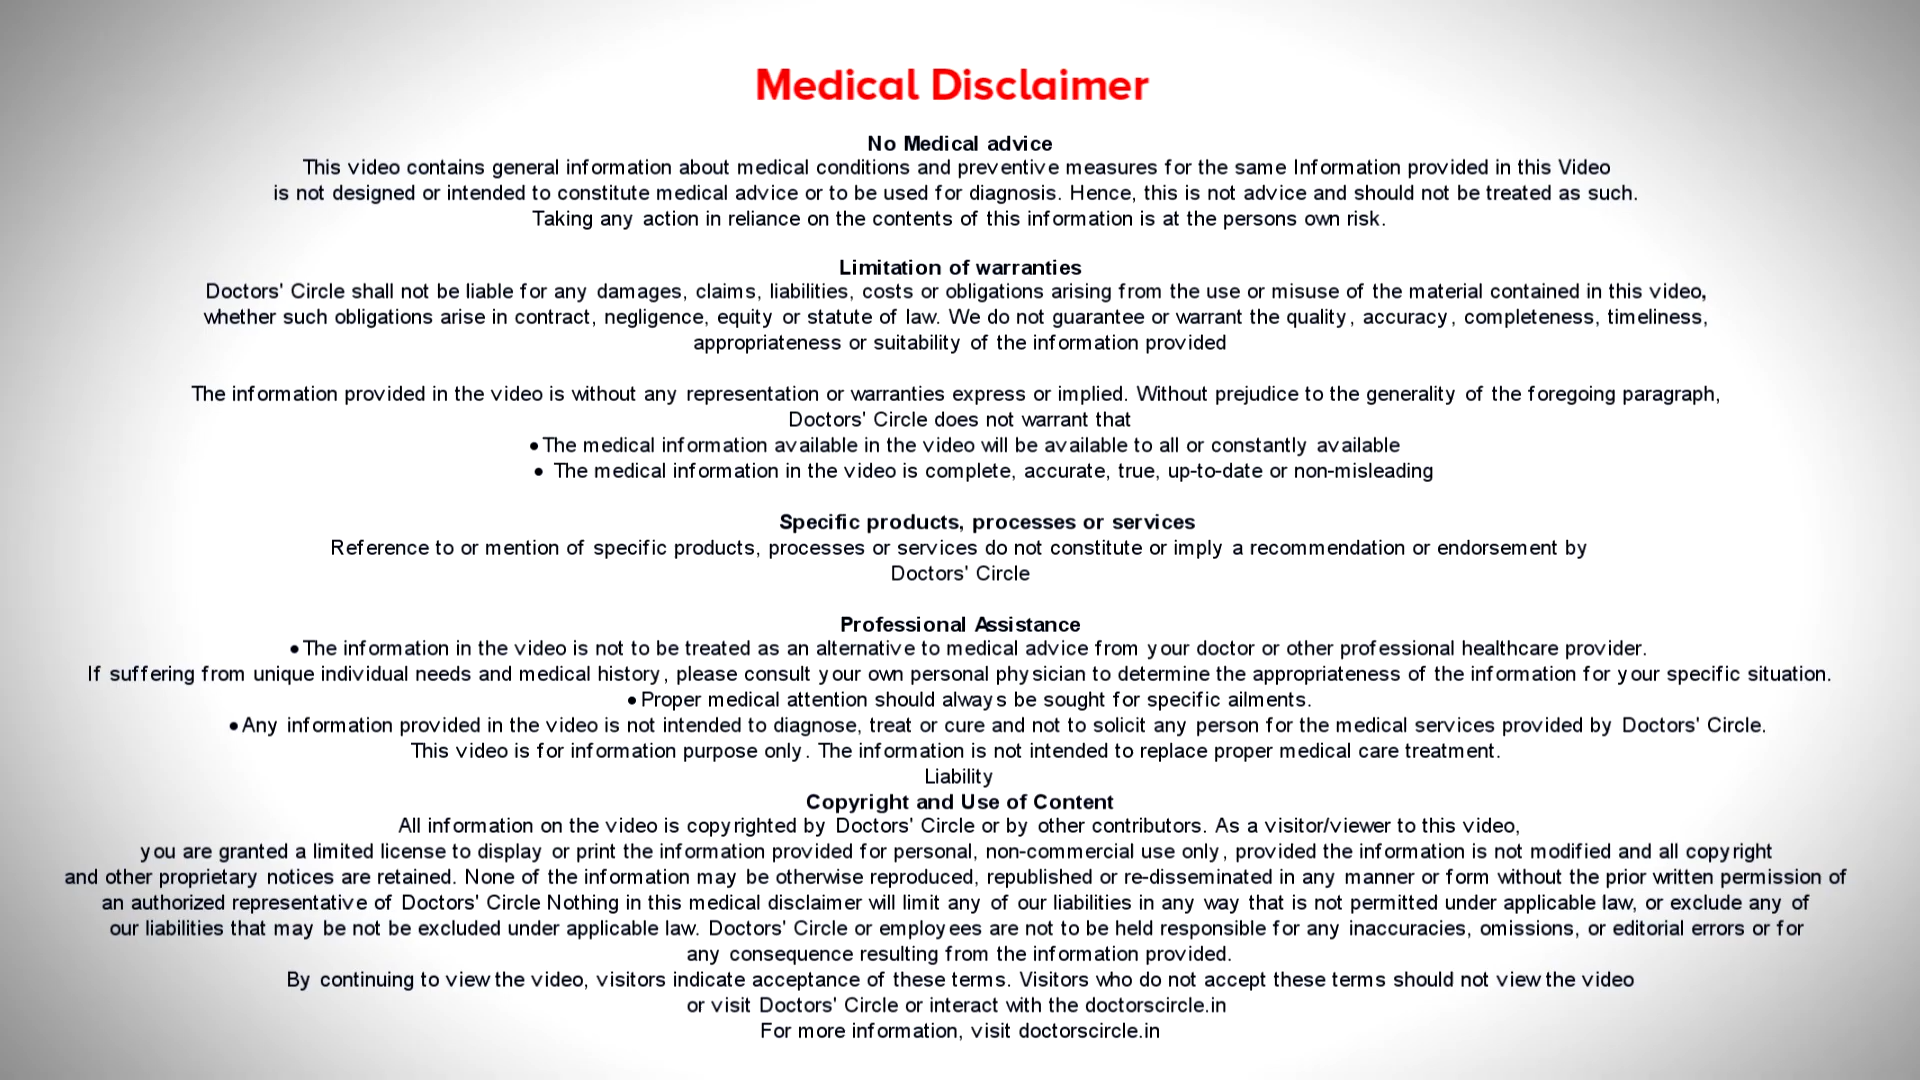 Medical Disclaimer
No Medical advice
This video contains general information about medical conditions and preventive measures for the same Information provided in this Video
is not designed or intended to constitute medical advice or to be used for diagnosis. Hence, this is not advice and should not be treated as such.
Taking any action in reliance on the contents of this information is at the persons own risk.
Limitation of warranties
Doctors' Circle shall not be liable for any damages, claims, liabilities, costs or obligations arising from the use or misuse of the material contained in this video,
whether such obligations arise in contract, negligence, equity or statute of law. We do not guarantee or warrant the quality, accuracy, completeness, timeliness,
appropriateness or suitability of the information provided
The information provided in the video is without any representation or warranties express or implied. Without prejudice to the generality of the foregoing paragraph,
Doctors' Circle does not warrant that
• The medical information available in the video will be available to all or constantly available
• The medical information in the video is complete, accurate, true, up-to-date or non-misleading
Specific products, processes or services
Reference to or mention of specific products, processes or services do not constitute or imply a recommendation or endorsement by
Doctors' Circle
Professional Assistance
• The information in the video is not to be treated as an alternative to medical advice from your doctor or other professional healthcare provider.
If suffering from unique individual needs and medical history, please consult your own personal physician to determine the appropriateness of the information for your specific situation.
• Proper medical attention should always be sought for specific ailments.
• Any information provided in the video is not intended to diagnose, treat or cure and not to solicit any person for the medical services provided by Doctors' Circle.
This video is for information purpose only. The information is not intended to replace proper medical care treatment.
Liability
Copyright and Use of Content
All information on the video is copyrighted by Doctors' Circle or by other contributors. As a visitor/viewer to this video,
you are granted a limited license to display or print the information provided for personal, non-commercial use only, provided the information is not modified and all copyright
and other proprietary notices are retained. None of the information may be otherwise reproduced, republished or re-disseminated in any manner or form without the prior written permission of
an authorized representative of Doctors' Circle Nothing in this medical disclaimer will limit any of our liabilities in any way that is not permitted under applicable law, or exclude any of
our liabilities that may be not be excluded under applicable law. Doctors' Circle or employees are not to be held responsible for any inaccuracies, omissions, or editorial errors or for
any consequence resulting from the information provided.
By continuing to view the video, visitors indicate acceptance of these terms. Visitors who do not accept these terms should not view the video
or visit Doctors' Circle or interact with the doctorscircle.in
For more information, visit doctorscircle.in